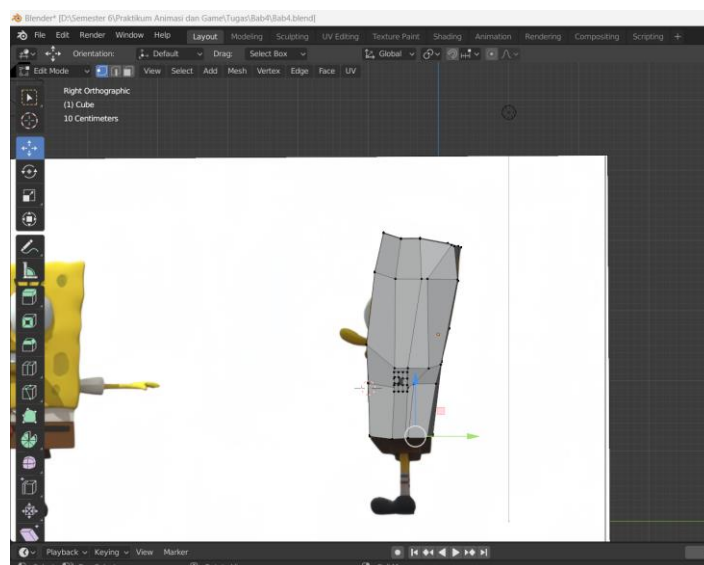 Blender* [D:\Semester 6\Praktikum Animasi dan Game\Tugas\Bab4\Bab4.blend]
File Edit Render Window Help Layout Modeling Sculpting UV Editing Texture Paint Shading Animation Rendering Compositing Scripting +
Orientation: Default Drag: Select Box Global
Edit Mode View Select Add Mesh Vertex Edge Face UV
Right Orthographic
(1) Cube
10 Centimeters
Playback Keying View Marker